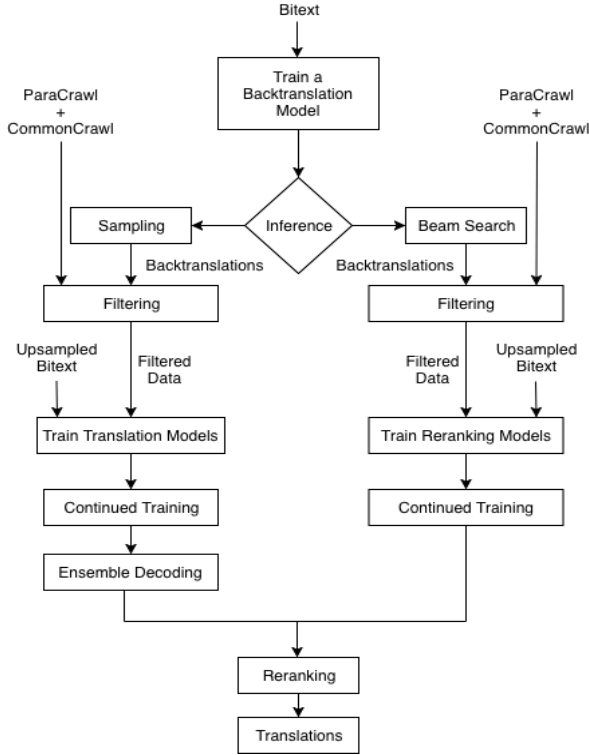 Bitext
Train a
Backtranslation
Model
ParaCrawl
+
CommonCrawl
ParaCrawl
+
CommonCrawl
Sampling
Inference
Beam Search
Backtranslations
Backtranslations
Filtering
Filtering
Upsampled
Bitext
Filtered
Data
Filtered
Data
Upsampled
Bitext
Train Translation Models
Train Reranking Models
Continued Training
Continued Training
Ensemble Decoding
Reranking
Translations